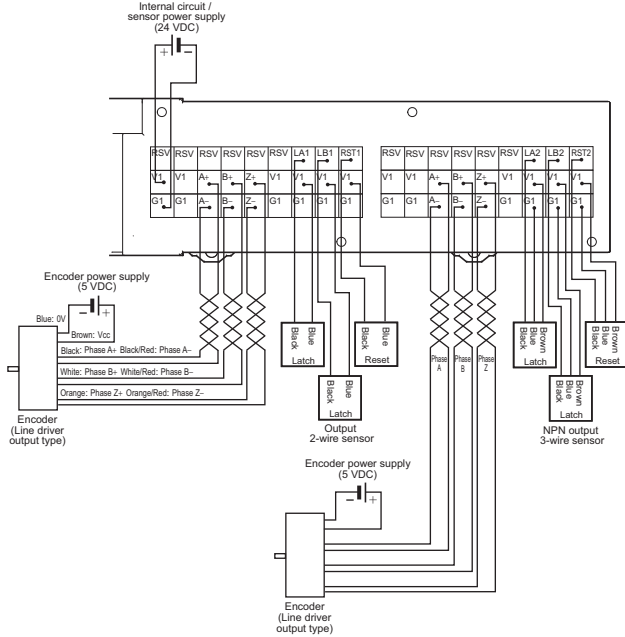 Internal circuit /
sensor power supply
(24 VDC)
+ −
RSV RSV RSV RSV RSV RSV LA1 LB1 RST1
V1 V1 A+ B+ Z+ V1 V1 V1 V1
G1 G1 A− B− Z− G1 G1 G1 G1
RSV RSV RSV RSV RSV RSV LA2 LB2 RST2
V1 V1 A+ B+ Z+ V1 V1 V1 V1
G1 G1 A− B− Z− G1 G1 G1 G1
Encoder power supply
(5 VDC)
− +
Blue: 0V
Brown: Vcc
Black: Phase A+ Black/Red: Phase A−
White: Phase B+ White/Red: Phase B−
Orange: Phase Z+ Orange/Red: Phase Z−
Encoder
(Line driver
output type)
Black Blue
Latch
Black Blue
Latch
Black Blue
Reset
Output
2-wire sensor
Phase A
Phase B
Phase Z
Black Blue Brown
Latch
Black Blue Brown
Latch
Black Blue Brown
Reset
NPN output
3-wire sensor
Encoder power supply
(5 VDC)
− +
Encoder
(Line driver
output type)